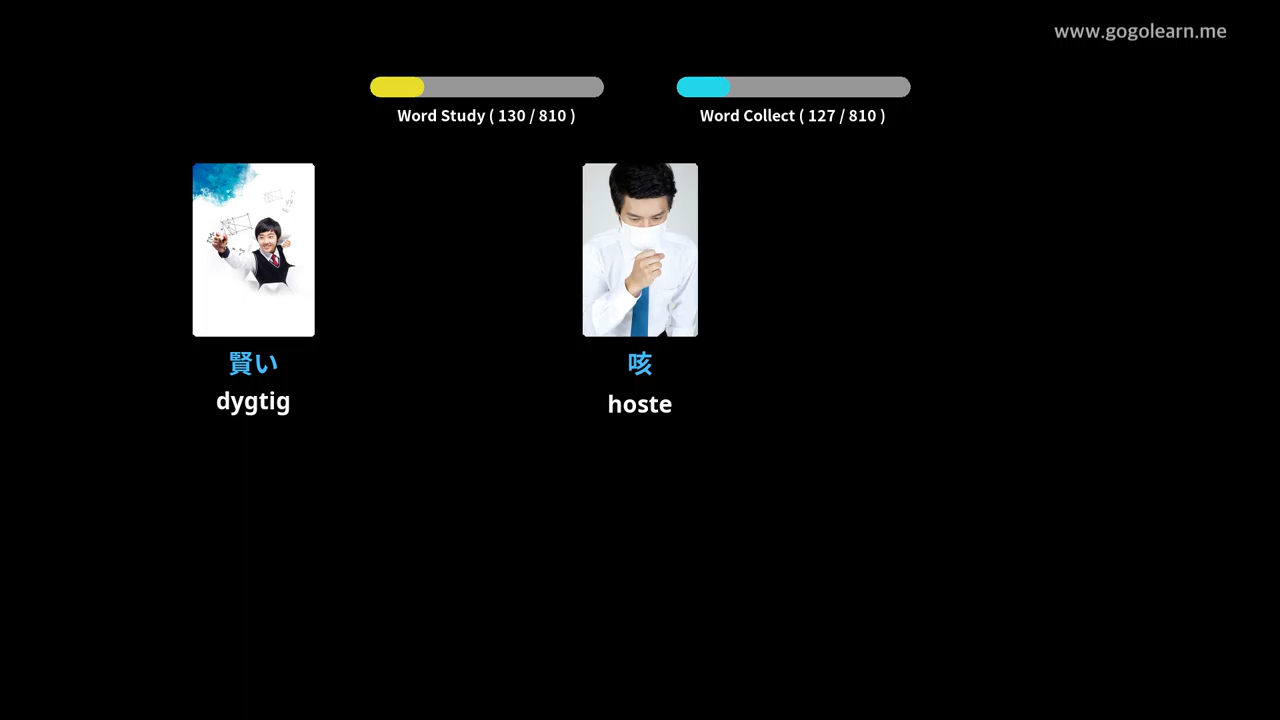 www.gogolearn.me
Word Study ( 130 / 810 )
Word Collect ( 127 / 810 )
賢い
dygtig
咳
hoste